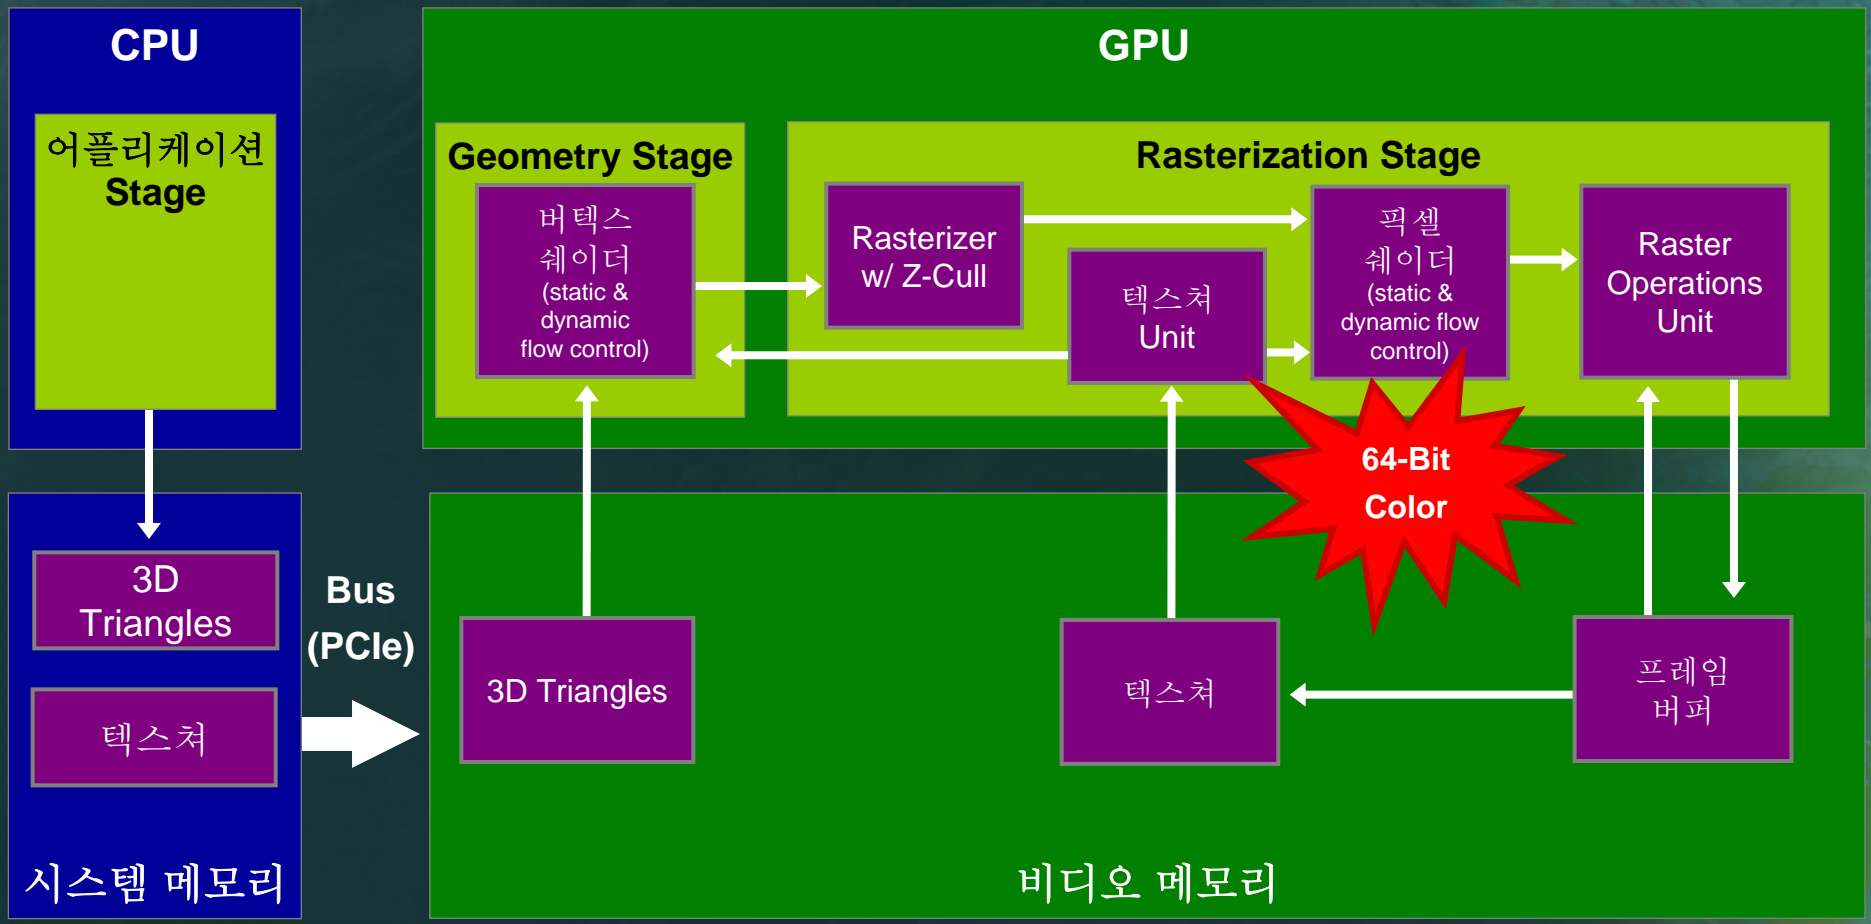 CPU
어플리케이션
Stage
GPU
Geometry Stage
버텍스
쉐이더
(static &
dynamic
flow control)
Rasterization Stage
Rasterizer
w/ Z-Cull
텍스쳐
Unit
픽셀
쉐이더
(static &
dynamic flow
control)
Raster
Operations
Unit
64-Bit
Color
3D
Triangles
텍스쳐
시스템 메모리
Bus
(PCIe)
3D Triangles
텍스쳐
프레임
버퍼
비디오 메모리